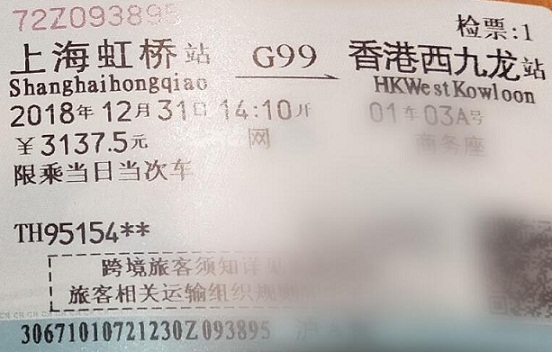 72Z093895
检票:1
上海虹桥站 G99 香港西九龙站
Shanghaihongqiao HKWestKowloon
2018年12月31日 14:10开 01车03A号
¥3137.5元 网 商务座
限乘当日当次车
TH95154**
跨境旅客须知详见
旅客相关运输组织规则
30671010721230Z093895 沪A